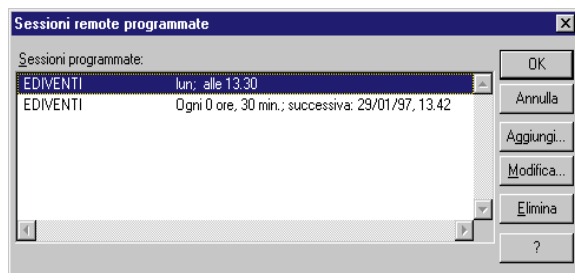 Sessioni remote programmate
Sessioni programmate:
EDIVENTI lun; alle 13.30
EDIVENTI Ogni 0 ore, 30 min.; successiva: 29/01/97, 13.42
OK
Annulla
Aggiungi...
Modifica...
Elimina
?